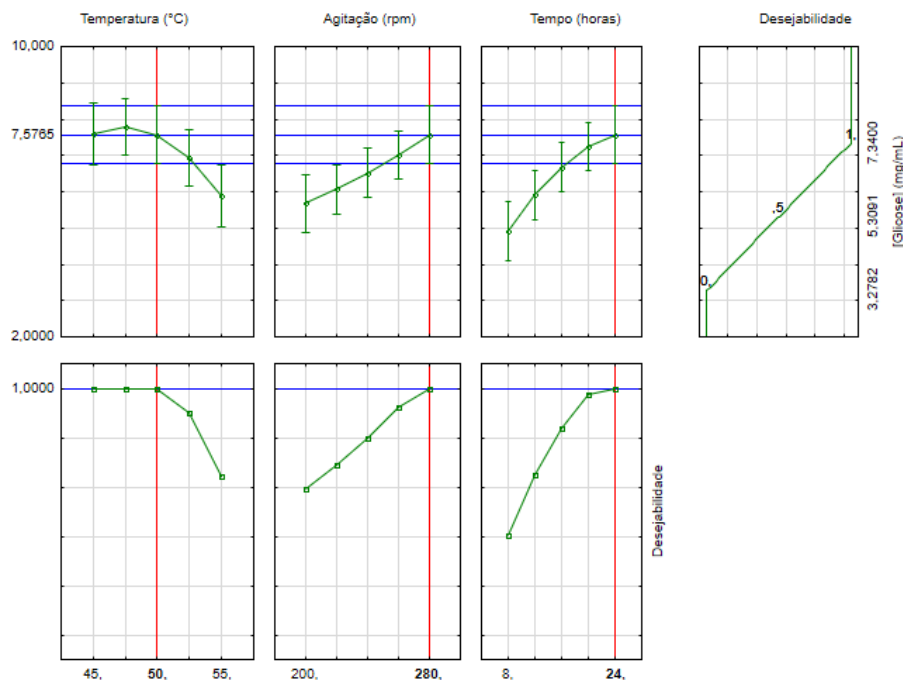 Temperatura (°C) Agitação (rpm) Tempo (horas) Desejabilidade
10,000
7,5765
2,0000
1,
,5
0,
7,3400
5,3091
3,2782
[Glicose] (mg/mL)
1,0000
Desejabilidade
45, 50, 55, 200, 280, 8, 24,